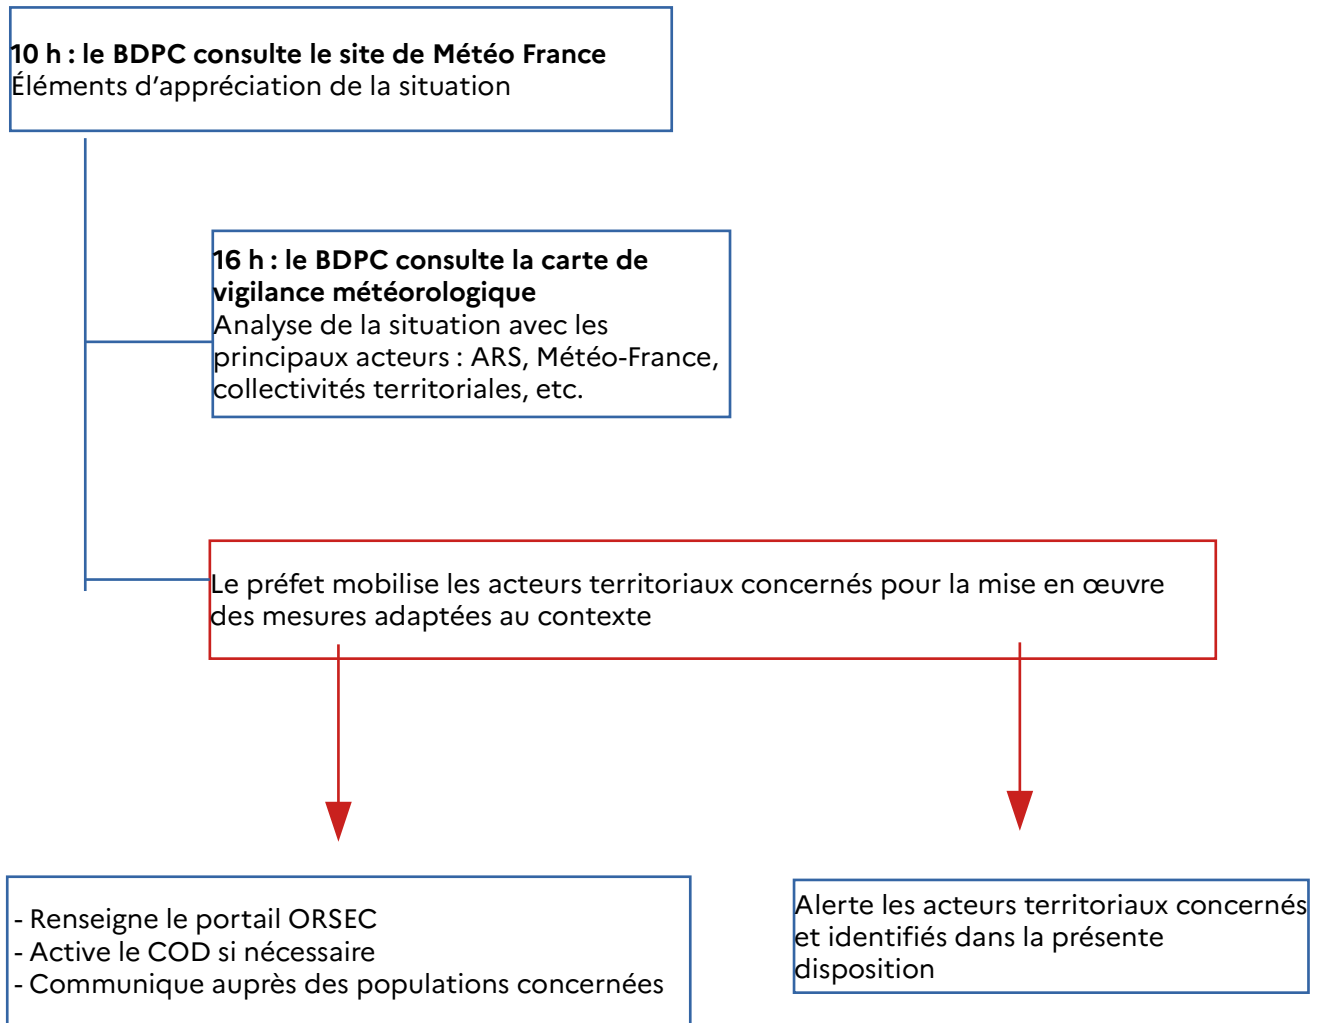 10 h : le BDPC consulte le site de Météo France
Éléments d’appréciation de la situation
16 h : le BDPC consulte la carte de
vigilance météorologique
Analyse de la situation avec les
principaux acteurs : ARS, Météo-France,
collectivités territoriales, etc.
Le préfet mobilise les acteurs territoriaux concernés pour la mise en œuvre
des mesures adaptées au contexte
- Renseigne le portail ORSEC
- Active le COD si nécessaire
- Communique auprès des populations concernées
Alerte les acteurs territoriaux concernés
et identifiés dans la présente
disposition